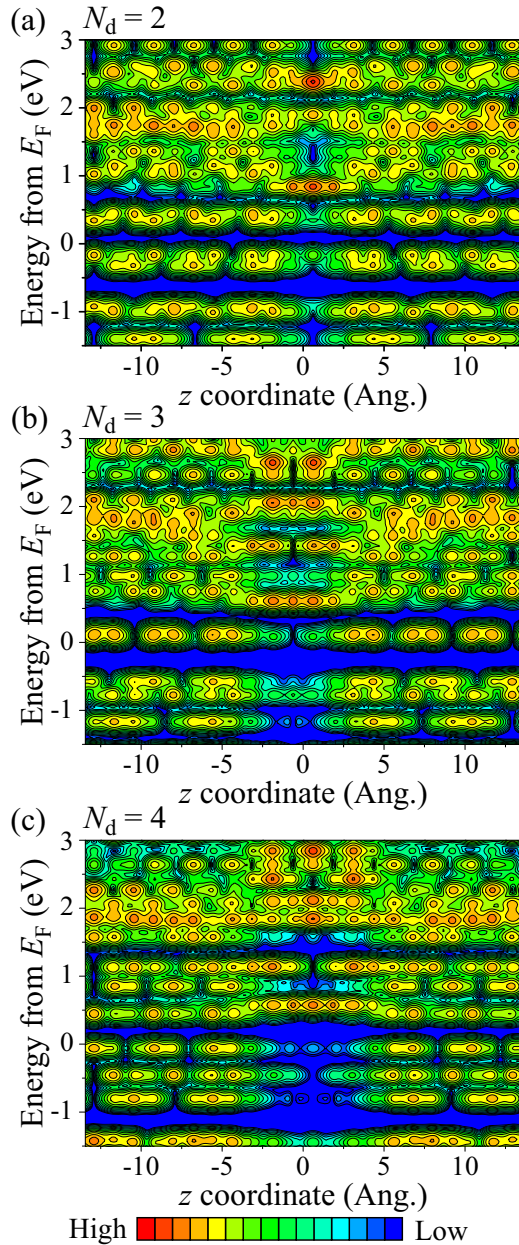 (a) N_d = 2
Energy from E_F (eV)
3
2
1
0
-1
-10 -5 0 5 10
z coordinate (Ang.)
(b) N_d = 3
Energy from E_F (eV)
3
2
1
0
-1
-10 -5 0 5 10
z coordinate (Ang.)
(c) N_d = 4
Energy from E_F (eV)
3
2
1
0
-1
-10 -5 0 5 10
z coordinate (Ang.)
High Low